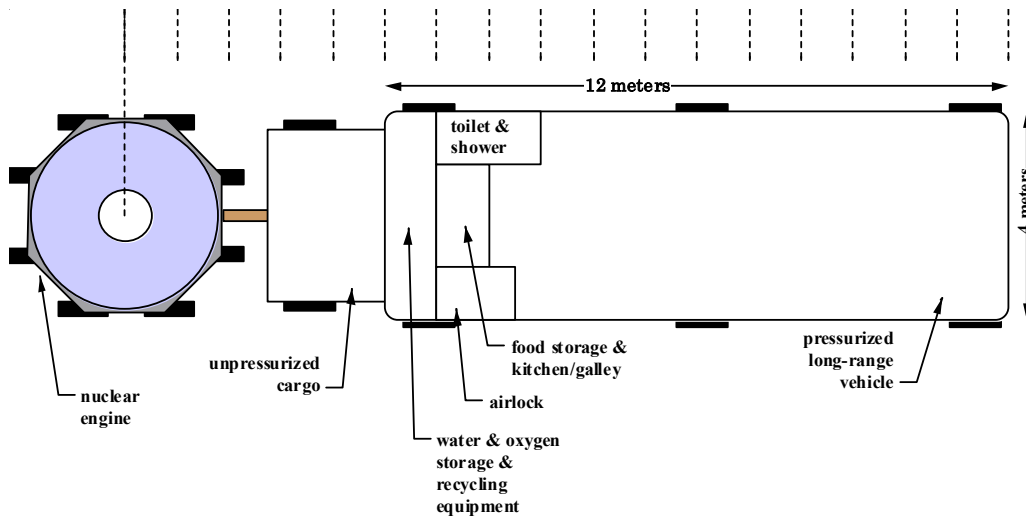 12 meters
toilet &
shower
4 meters
food storage &
kitchen/galley
pressurized
long-range
vehicle
unpressurized
cargo
airlock
nuclear
engine
water & oxygen
storage &
recycling
equipment